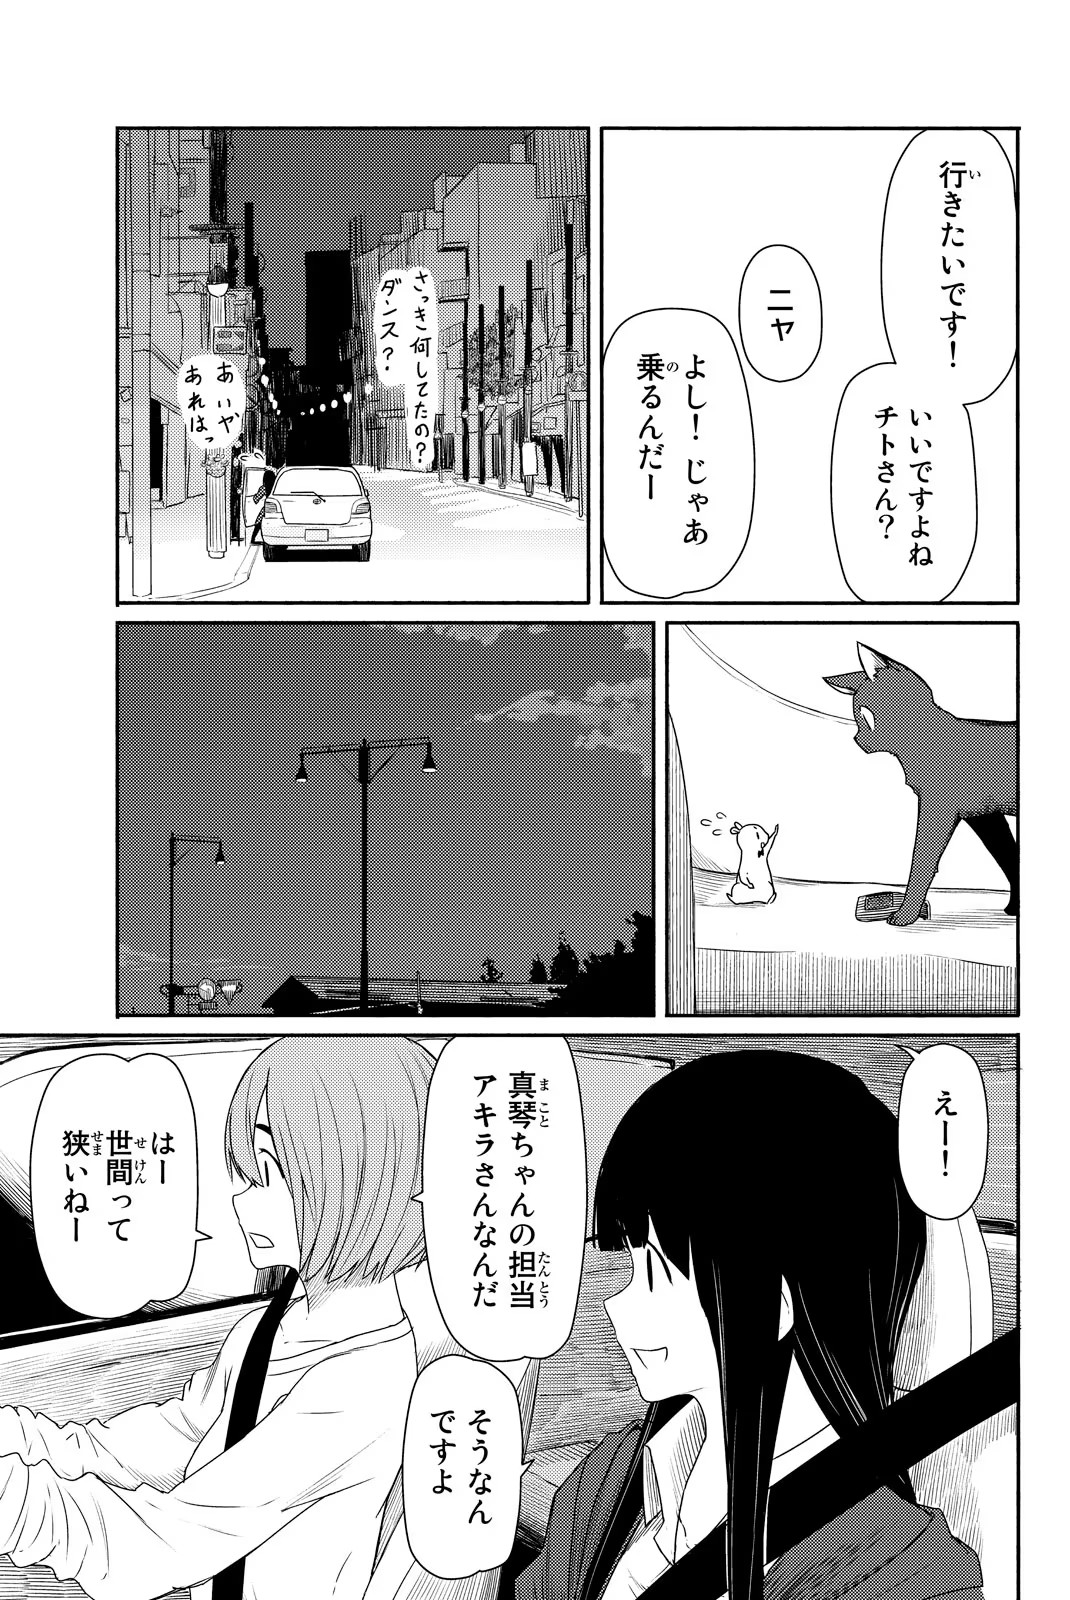 行きたいです!
いいですよね
チトさん?
ニャ
よし! じゃあ
乗るんだー
さっき何してたの?
ダンス?
あ、いや
あれはっ
えー!
真琴ちゃんの担当
アキラさんなんだ
そうなん
ですよ
はー
世間って
狭いねー